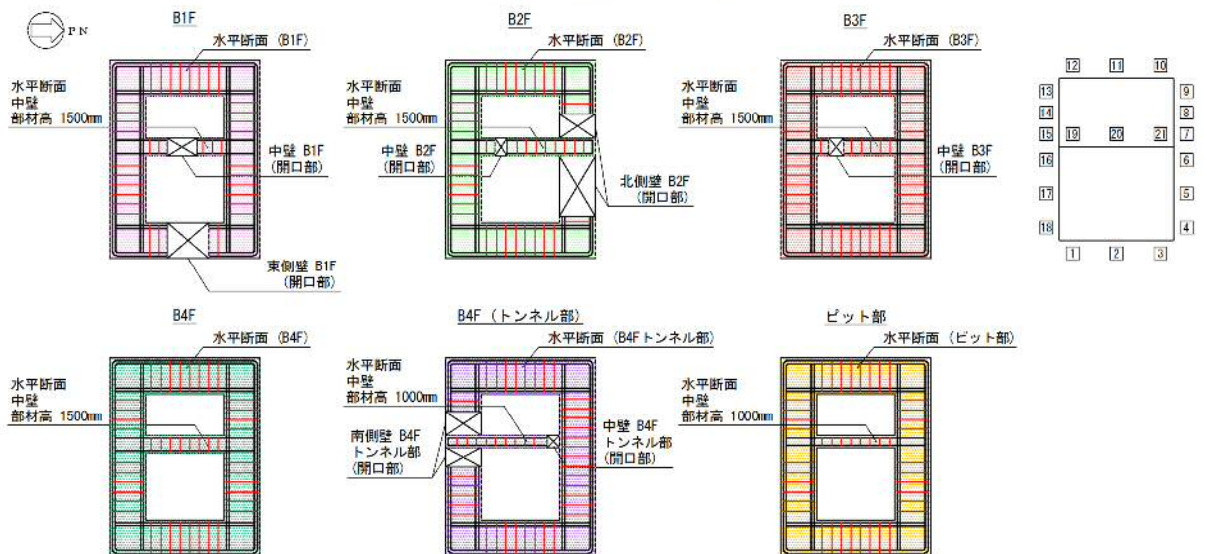 PN
B1F
水平断面 (B1F)
水平断面
中壁
部材高 1500mm
中壁 B1F
(開口部)
東側壁 B1F
(開口部)
B2F
水平断面 (B2F)
水平断面
中壁
部材高 1500mm
中壁 B2F
(開口部)
北側壁 B2F
(開口部)
B3F
水平断面 (B3F)
水平断面
中壁
部材高 1500mm
中壁 B3F
(開口部)
12 11 10
13 9
14 8
15 19 20 21 7
16 6
17 5
18 4
1 2 3
B4F
水平断面 (B4F)
水平断面
中壁
部材高 1500mm
B4F (トンネル部)
水平断面 (B4Fトンネル部)
水平断面
中壁
部材高 1000mm
南側壁 B4F
トンネル部
(開口部)
中壁 B4F
トンネル部
(開口部)
ピット部
水平断面 (ピット部)
水平断面
中壁
部材高 1000mm